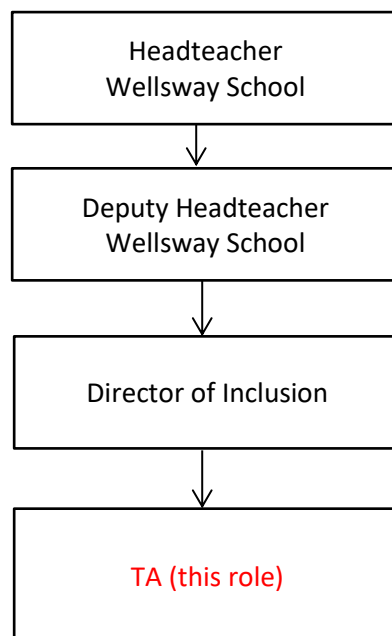 Headteacher
Wellsway School
Deputy Headteacher
Wellsway School
Director of Inclusion
TA (this role)